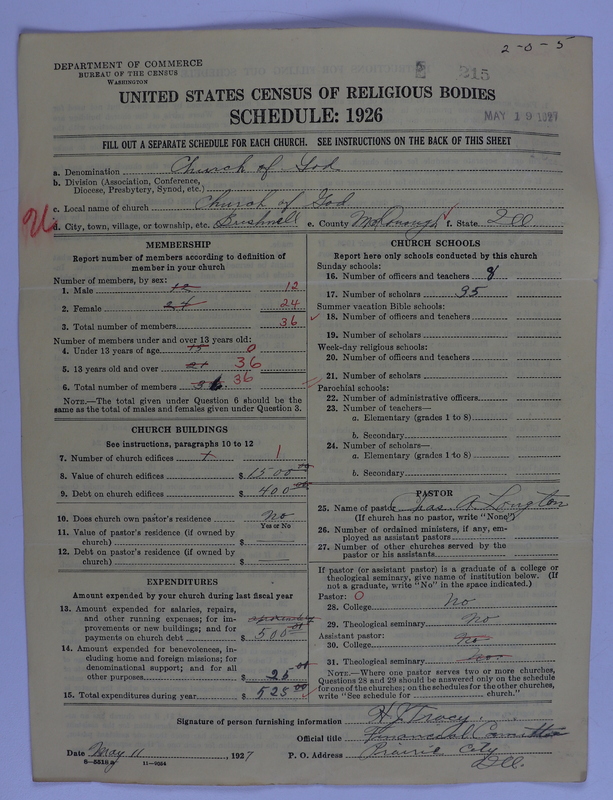 2-0-5
DEPARTMENT OF COMMERCE
BUREAU OF THE CENSUS
WASHINGTON
215
MAY 19 1927
UNITED STATES CENSUS OF RELIGIOUS BODIES
SCHEDULE: 1926
FILL OUT A SEPARATE SCHEDULE FOR EACH CHURCH. SEE INSTRUCTIONS ON THE BACK OF THIS SHEET
a. Denomination Church of God
b. Division (Association, Conference, Diocese, Presbytery, Synod, etc.)
c. Local name of church Church of God
d. City, town, village, or township, etc. Bushnell e. County McDonough f. State Ill
MEMBERSHIP
Report number of members according to definition of
member in your church
Number of members, by sex:
1. Male 12 12
2. Female 24 24
3. Total number of members 36
Number of members under and over 13 years old:
4. Under 13 years of age 15 0
5. 13 years old and over 21 36
6. Total number of members 36 36
NOTE.—The total given under Question 6 should be
same as the total of males and females given under Question 3.
CHURCH BUILDINGS
See instructions, paragraphs 10 to 12
7. Number of church edifices 1
8. Value of church edifices $ 1500.00
9. Debt on church edifices $ 400.00
10. Does church own pastor's residence No
Yes or No
11. Value of pastor's residence (if owned by
church) $
12. Debt on pastor's residence (if owned by
church) $
EXPENDITURES
Amount expended by your church during last fiscal year
13. Amount expended for salaries, repairs,
and other running expenses; for im-
provements or new buildings; and for
payments on church debt $ 500
14. Amount expended for benevolences, in-
cluding home and foreign missions; for
denominational support; and for all
other purposes $ 25
15. Total expenditures during year $ 525.00
CHURCH SCHOOLS
Report here only schools conducted by this church
Sunday schools:
16. Number of officers and teachers 8
17. Number of scholars 95
Summer vacation Bible schools:
18. Number of officers and teachers
19. Number of scholars
Week-day religious schools:
20. Number of officers and teachers
21. Number of scholars
Parochial schools:
22. Number of administrative officers
23. Number of teachers—
a. Elementary (grades 1 to 8)
b. Secondary
24. Number of scholars—
a. Elementary (grades 1 to 8)
b. Secondary
PASTOR
25. Name of pastor Chas. A. Longton
(If church has no pastor, write "None")
26. Number of ordained ministers, if any, em-
ployed as assistant pastors
27. Number of other churches served by the
pastor or his assistants
If pastor (or assistant pastor) is a graduate of a college or
theological seminary, give name of institution below. (If
not a graduate, write "No" in the space indicated.)
Pastor: 0
28. College No
29. Theological seminary No
Assistant pastor:
30. College No
31. Theological seminary No
NOTE.—Where one pastor serves two or more churches,
Questions 28 and 29 should be answered only on the schedule
for one of the churches; on the schedules for the other churches,
write "See schedule for church."
Signature of person furnishing information H. J. Tracy
Official title Financial Committee
Date May 11, 1927 P. O. Address Prairie City
Ill.
8-5518a 11-9034